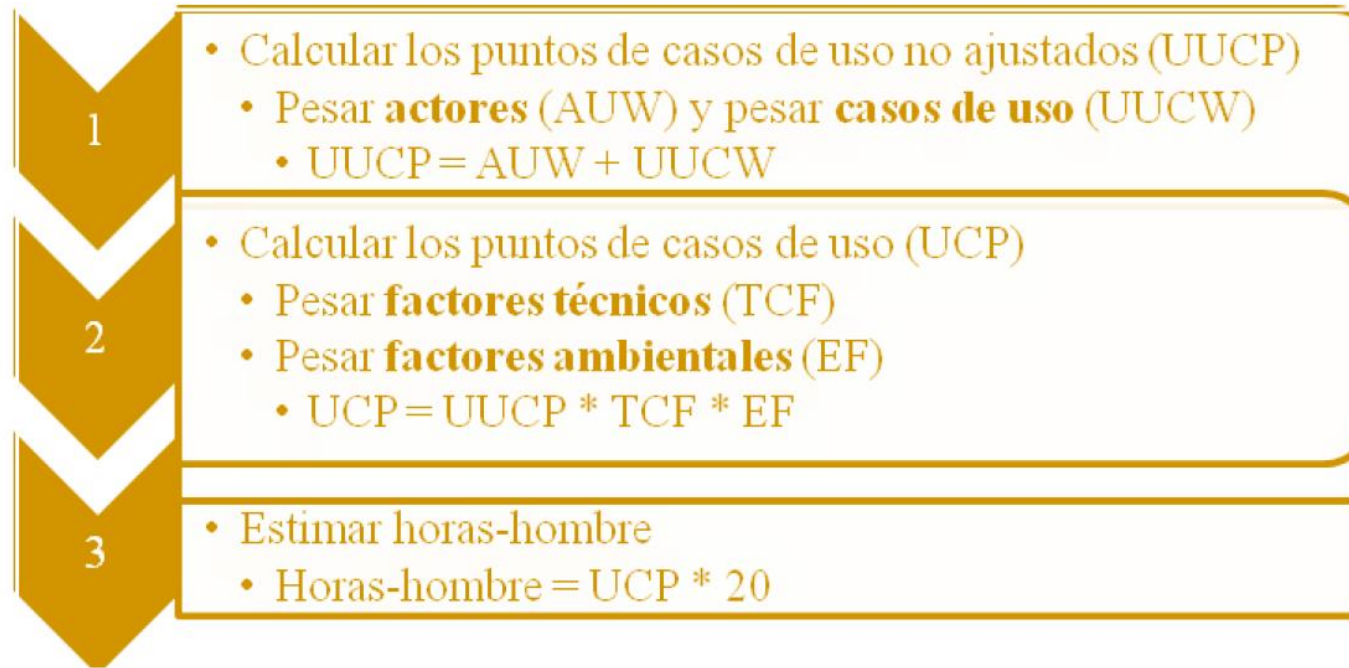 1
• Calcular los puntos de casos de uso no ajustados (UUCP)
• Pesar actores (AUW) y pesar casos de uso (UUCW)
• UUCP = AUW + UUCW
2
• Calcular los puntos de casos de uso (UCP)
• Pesar factores técnicos (TCF)
• Pesar factores ambientales (EF)
• UCP = UUCP * TCF * EF
3
• Estimar horas-hombre
• Horas-hombre = UCP * 20